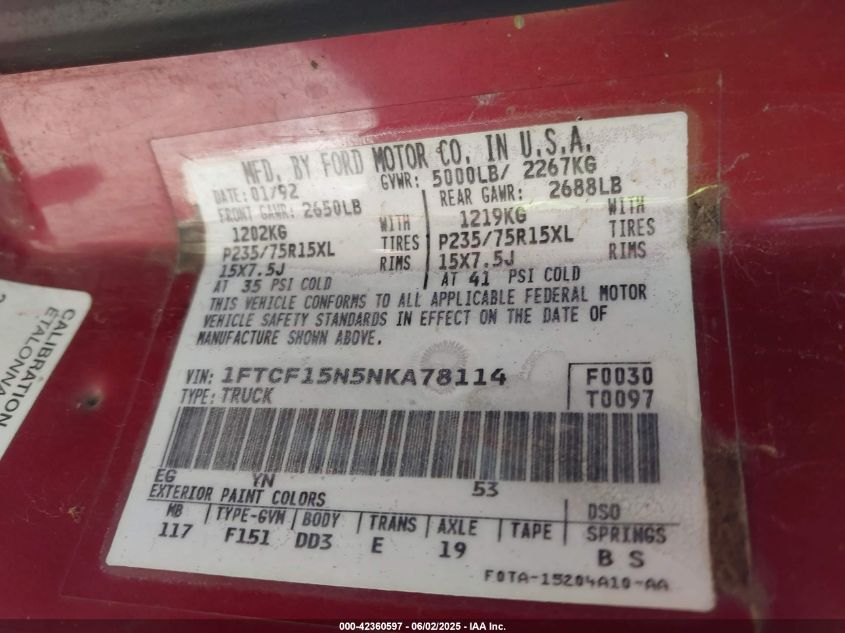 MFD. BY FORD MOTOR CO. IN U.S.A.
DATE: 01/92 GVWR: 5000LB/ 2267KG
FRONT GAWR: 2650LB REAR GAWR: 2688LB
1202KG WITH 1219KG WITH
P235/75R15XL TIRES P235/75R15XL TIRES
15X7.5J RIMS 15X7.5J RIMS
AT 35 PSI COLD AT 41 PSI COLD
THIS VEHICLE CONFORMS TO ALL APPLICABLE FEDERAL MOTOR
VEHICLE SAFETY STANDARDS IN EFFECT ON THE DATE OF
MANUFACTURE SHOWN ABOVE.
VIN: 1FTCF15N5NKA78114 F0030
TYPE: TRUCK T0097
EG YN 53
EXTERIOR PAINT COLORS DSO
MB TYPE-GVM BODY TRANS AXLE TAPE SPRINGS
117 F151 DD3 E 19 B S
F0TA-15204A10-AA
CALIBRATION
ETALONNA
000-42360597 - 06/02/2025 - IAA Inc.